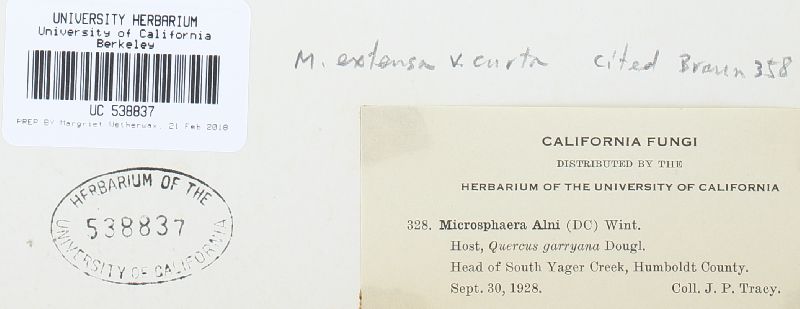 UNIVERSITY HERBARIUM
University of California
Berkeley
UC 538837
PREP BY Margriet Wetherwax, 21 Feb 2018
M. extensa v. curta cited Braun 358
HERBARIUM OF THE
538837
UNIVERSITY OF CALIFORNIA
CALIFORNIA FUNGI
DISTRIBUTED BY THE
HERBARIUM OF THE UNIVERSITY OF CALIFORNIA
328. Microsphaera Alni (DC) Wint.
Host, Quercus garryana Dougl.
Head of South Yager Creek, Humboldt County.
Sept. 30, 1928. Coll. J. P. Tracy.